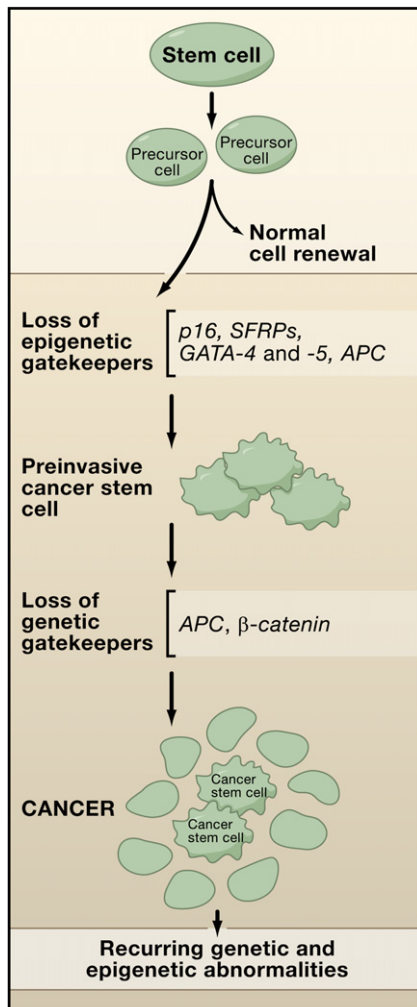 Stem cell
Precursor
cell
Precursor
cell
Normal
cell renewal
Loss of
epigenetic
gatekeepers
p16, SFRPs,
GATA-4 and -5, APC
Preinvasive
cancer stem
cell
Loss of
genetic
gatekeepers
APC, β-catenin
CANCER
Cancer
stem cell
Cancer
stem cell
Recurring genetic and
epigenetic abnormalities